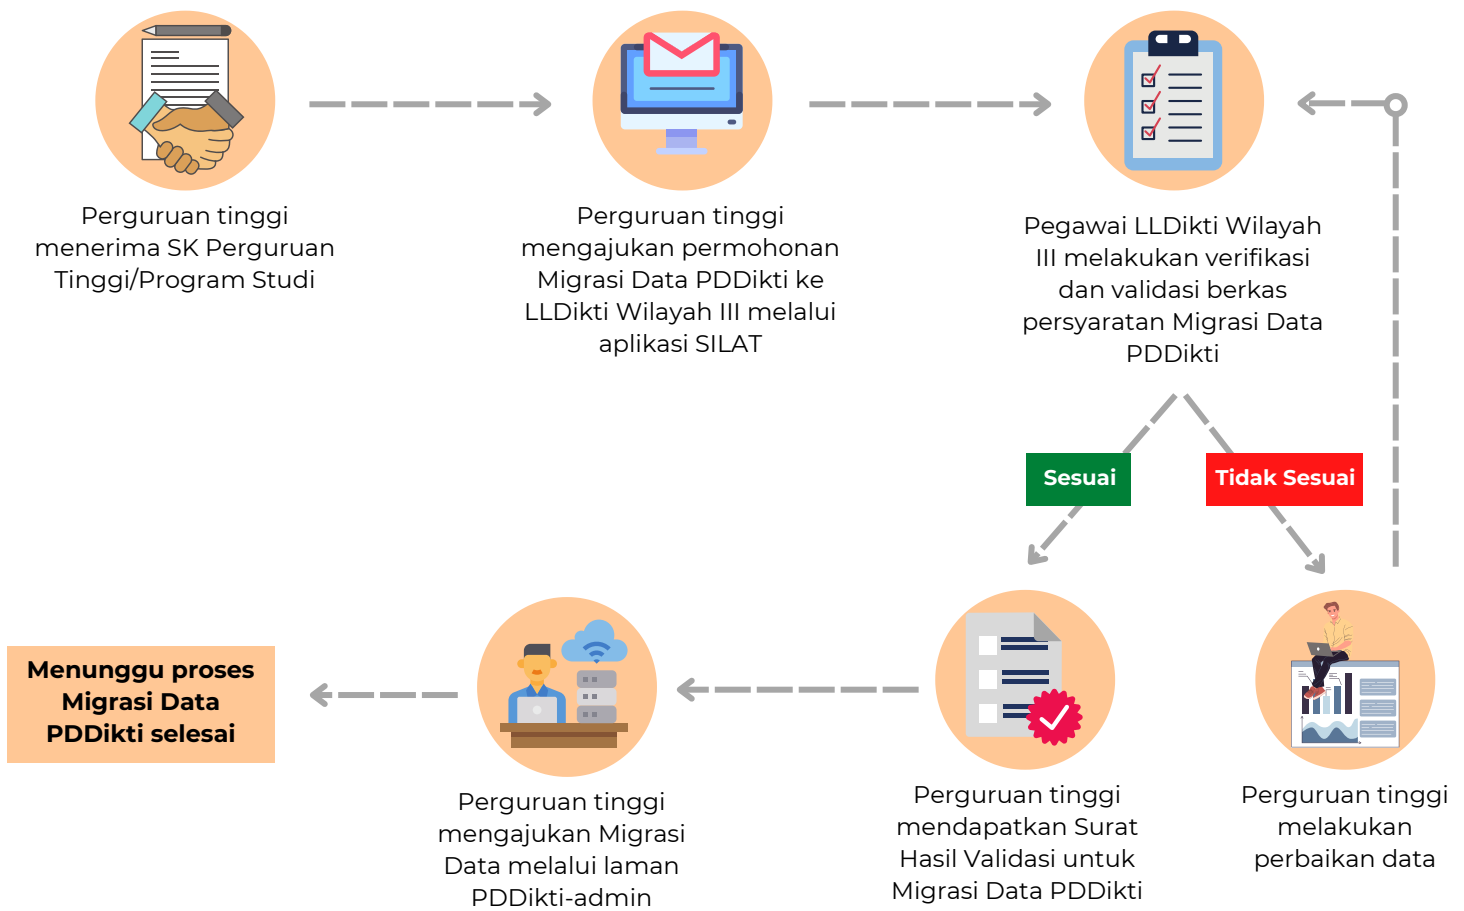 Perguruan tinggi
menerima SK Perguruan
Tinggi/Program Studi
Perguruan tinggi
mengajukan permohonan
Migrasi Data PDDikti ke
LLDikti Wilayah III melalui
aplikasi SILAT
Pegawai LLDikti Wilayah
III melakukan verifikasi
dan validasi berkas
persyaratan Migrasi Data
PDDikti
Sesuai
Tidak Sesuai
Perguruan tinggi
melakukan
perbaikan data
Perguruan tinggi
mendapatkan Surat
Hasil Validasi untuk
Migrasi Data PDDikti
Perguruan tinggi
mengajukan Migrasi
Data melalui laman
PDDikti-admin
Menunggu proses
Migrasi Data
PDDikti selesai